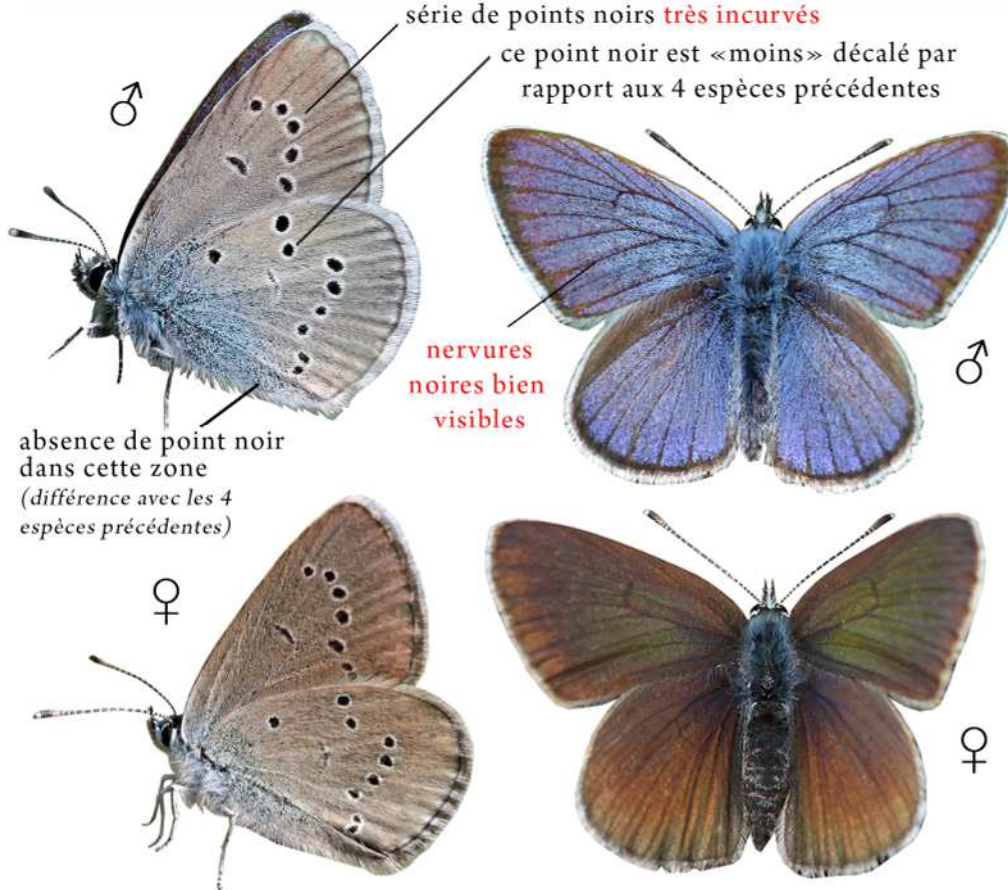 série de points noirs très incurvés
ce point noir est «moins» décalé par
rapport aux 4 espèces précédentes
♂
♂
nervures
noires bien
visibles
absence de point noir
dans cette zone
(différence avec les 4
espèces précédentes)
♀
♀